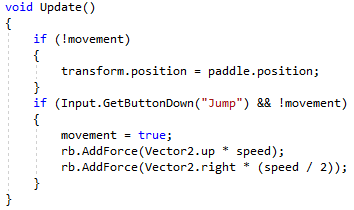 void Update()
{
    if (!movement)
    {
        transform.position = paddle.position;
    }
    if (Input.GetButtonDown("Jump") && !movement)
    {
        movement = true;
        rb.AddForce(Vector2.up * speed);
        rb.AddForce(Vector2.right * (speed / 2));
    }
}